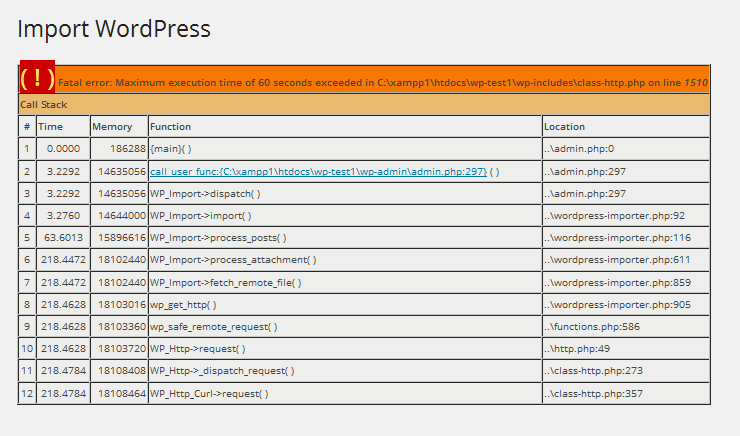 Import WordPress
( ! ) Fatal error: Maximum execution time of 60 seconds exceeded in C:\xampp1\htdocs\wp-test1\wp-includes\class-http.php on line 1510
Call Stack
# Time Memory Function Location
1 0.0000 186288 {main}( ) ..\admin.php:0
2 3.2292 14635056 call_user_func:{C:\xampp1\htdocs\wp-test1\wp-admin\admin.php:297} ( ) ..\admin.php:297
3 3.2292 14635056 WP_Import->dispatch( ) ..\admin.php:297
4 3.2760 14644000 WP_Import->import( ) ..\wordpress-importer.php:92
5 63.6013 15896616 WP_Import->process_posts( ) ..\wordpress-importer.php:116
6 218.4472 18102440 WP_Import->process_attachment( ) ..\wordpress-importer.php:611
7 218.4472 18102440 WP_Import->fetch_remote_file( ) ..\wordpress-importer.php:859
8 218.4628 18103016 wp_get_http( ) ..\wordpress-importer.php:905
9 218.4628 18103360 wp_safe_remote_request( ) ..\functions.php:586
10 218.4628 18103720 WP_Http->request( ) ..\http.php:49
11 218.4784 18108408 WP_Http->_dispatch_request( ) ..\class-http.php:273
12 218.4784 18108464 WP_Http_Curl->request( ) ..\class-http.php:357